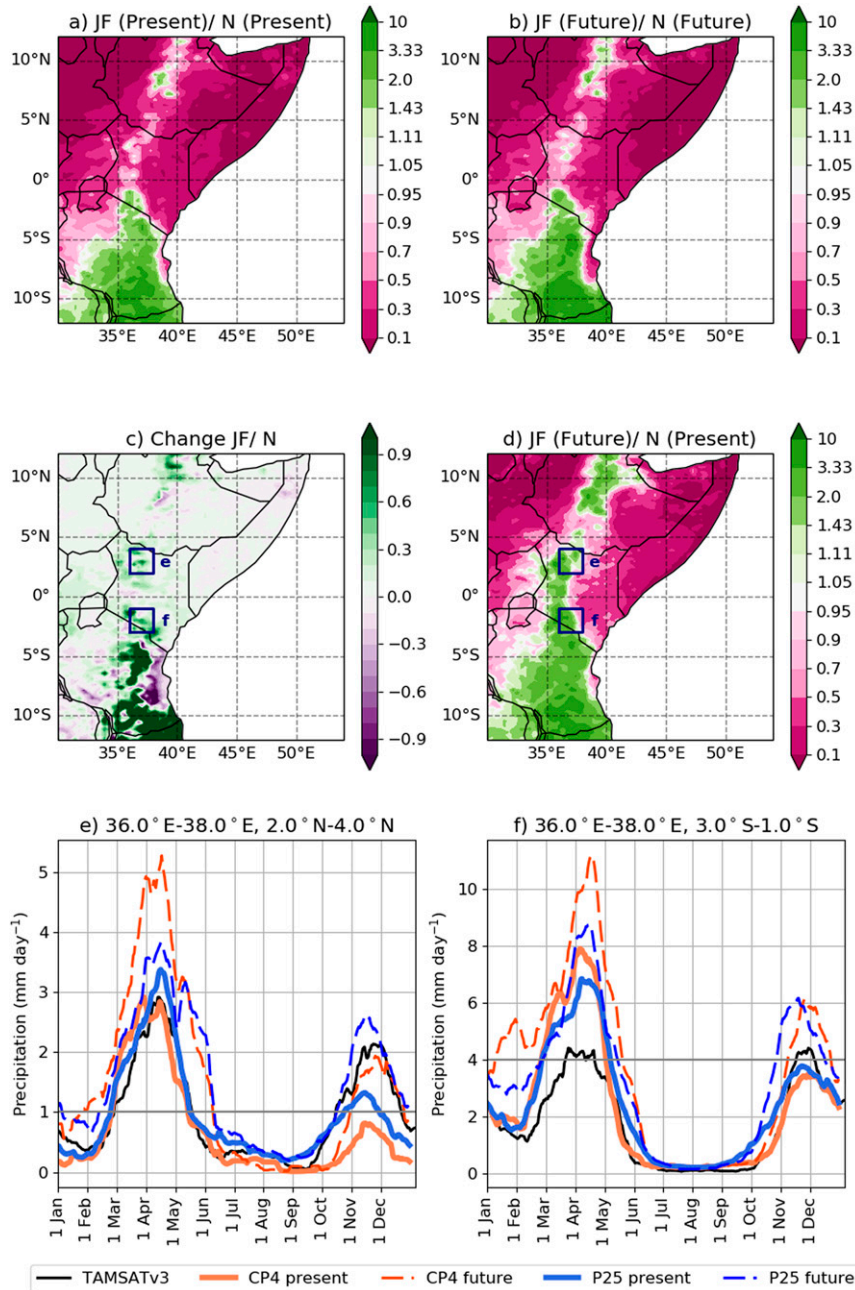 a) JF (Present)/ N (Present)
10°N
5°N
0°
5°S
10°S
35°E 40°E 45°E 50°E
10
3.33
2.0
1.43
1.11
1.05
0.95
0.9
0.7
0.5
0.3
0.1
b) JF (Future)/ N (Future)
10°N
5°N
0°
5°S
10°S
35°E 40°E 45°E 50°E
10
3.33
2.0
1.43
1.11
1.05
0.95
0.9
0.7
0.5
0.3
0.1
c) Change JF/ N
10°N
5°N
0°
5°S
10°S
35°E 40°E 45°E 50°E
e
f
0.9
0.6
0.3
0.0
−0.3
−0.6
−0.9
d) JF (Future)/ N (Present)
10°N
5°N
0°
5°S
10°S
35°E 40°E 45°E 50°E
e
f
10
3.33
2.0
1.43
1.11
1.05
0.95
0.9
0.7
0.5
0.3
0.1
e) 36.0°E-38.0°E, 2.0°N-4.0°N
Precipitation (mm day⁻¹)
5
4
3
2
1
0
1 Jan
1 Feb
1 Mar
1 Apr
1 May
1 Jun
1 Jul
1 Aug
1 Sep
1 Oct
1 Nov
1 Dec
f) 36.0°E-38.0°E, 3.0°S-1.0°S
Precipitation (mm day⁻¹)
10
8
6
4
2
0
1 Jan
1 Feb
1 Mar
1 Apr
1 May
1 Jun
1 Jul
1 Aug
1 Sep
1 Oct
1 Nov
1 Dec
TAMSATv3 CP4 present CP4 future P25 present P25 future